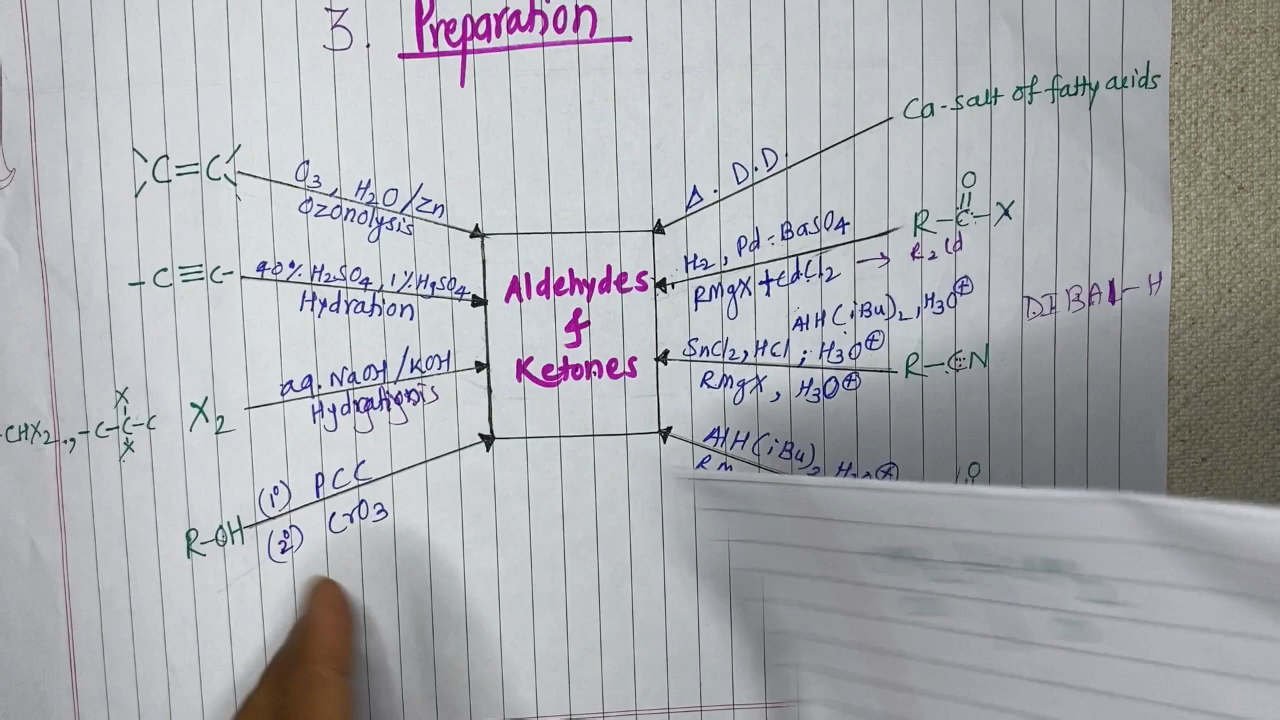 3. Preparation
Ca-salt of fatty acids
Δ. D.D.
>C=C<
O3, H2O/Zn
Ozonolysis
O
R-C-X
H2, Pd-BaSO4
RMgX + CdCl2 → R2Cd
-C≡C-
40% H2SO4, 1% HgSO4
Hydration
Aldehydes
&
Ketones
AlH(iBu)2, H3O⊕
DIBAL-H
SnCl2, HCl, H3O⊕
RMgX, H3O⊕
R-C≡N
aq. NaOH/KOH
X2
X
-CHX2, -C-C-C
X
AlH(iBu)2, H3O⊕
O
R-OH
(1°) PCC
(2°) CrO3